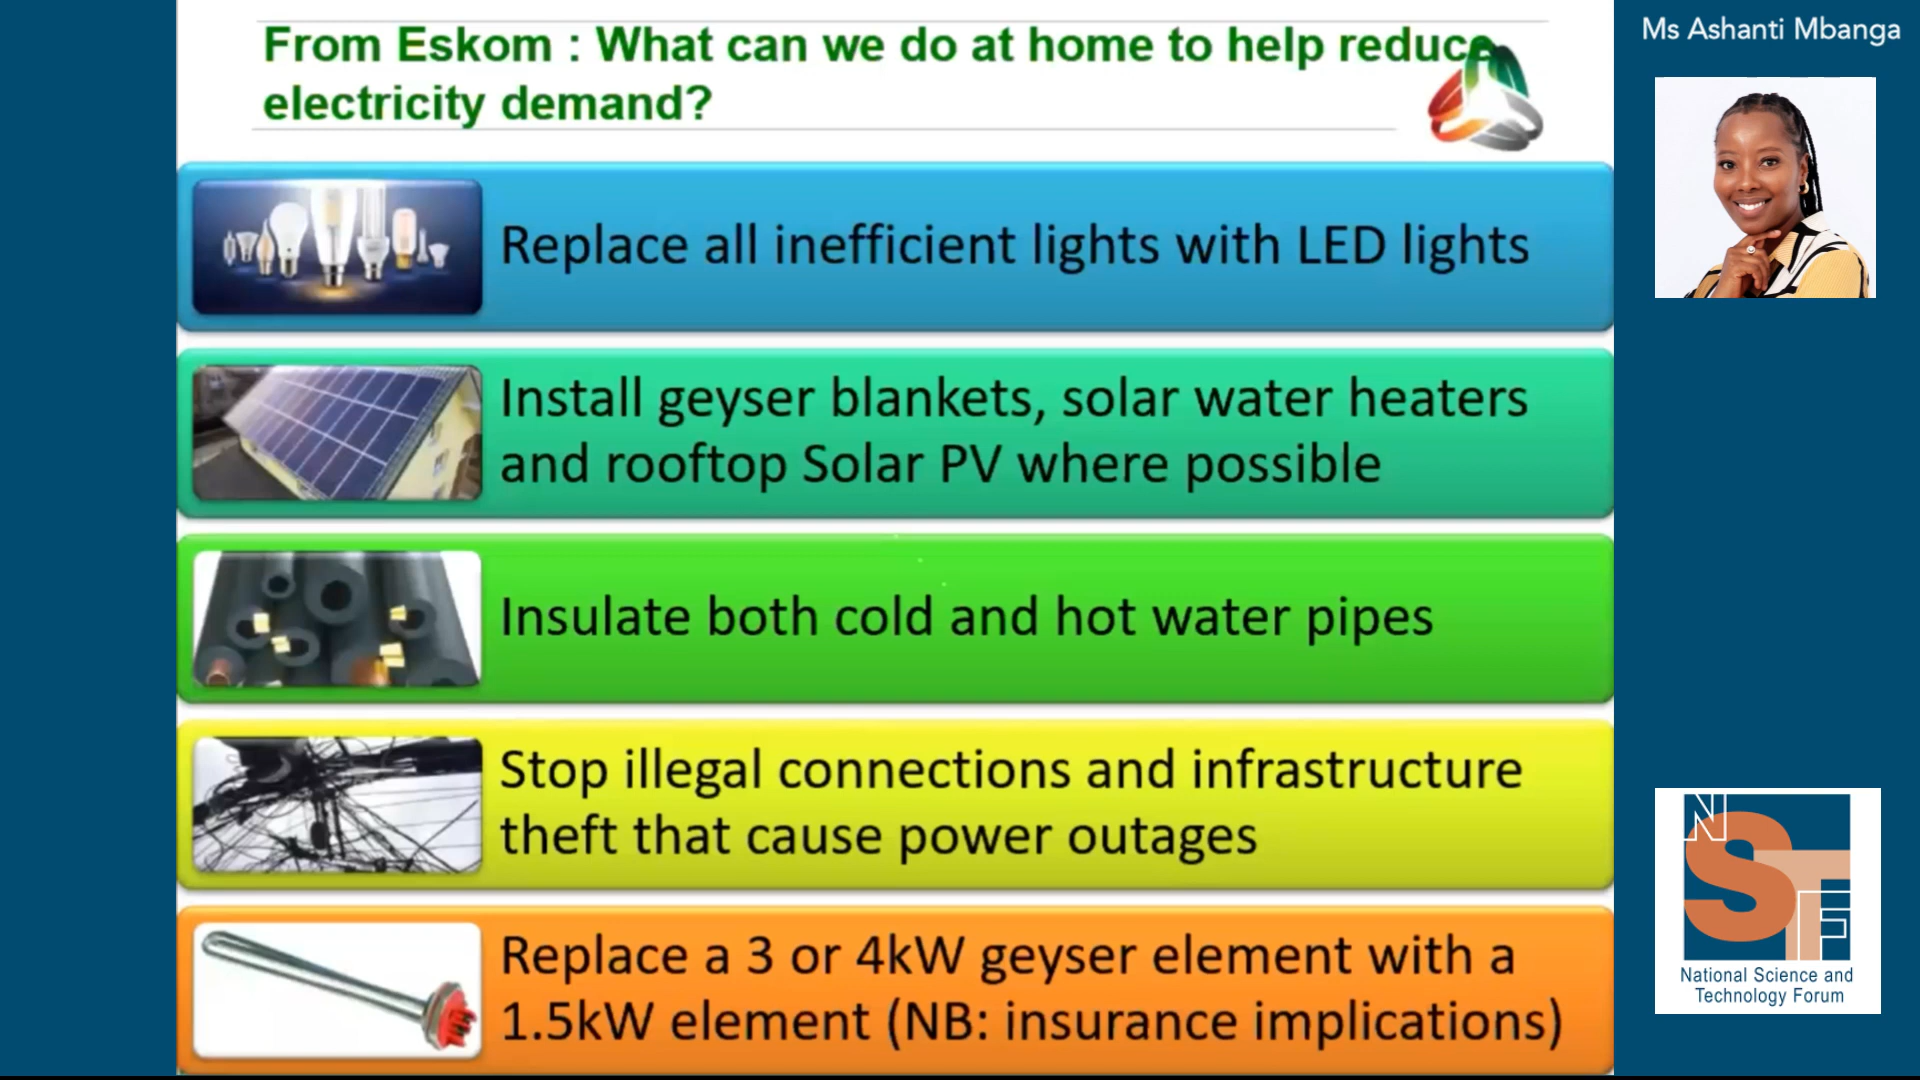 From Eskom : What can we do at home to help reduce
electricity demand?
Replace all inefficient lights with LED lights
Install geyser blankets, solar water heaters
and rooftop Solar PV where possible
Insulate both cold and hot water pipes
Stop illegal connections and infrastructure
theft that cause power outages
Replace a 3 or 4kW geyser element with a
1.5kW element (NB: insurance implications)
Ms Ashanti Mbanga
NSTF
National Science and
Technology Forum